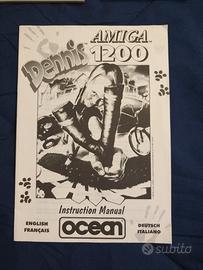 Dennis
AMIGA
1200
Instruction Manual
ocean
ENGLISH
FRANÇAIS
DEUTSCH
ITALIANO
subito